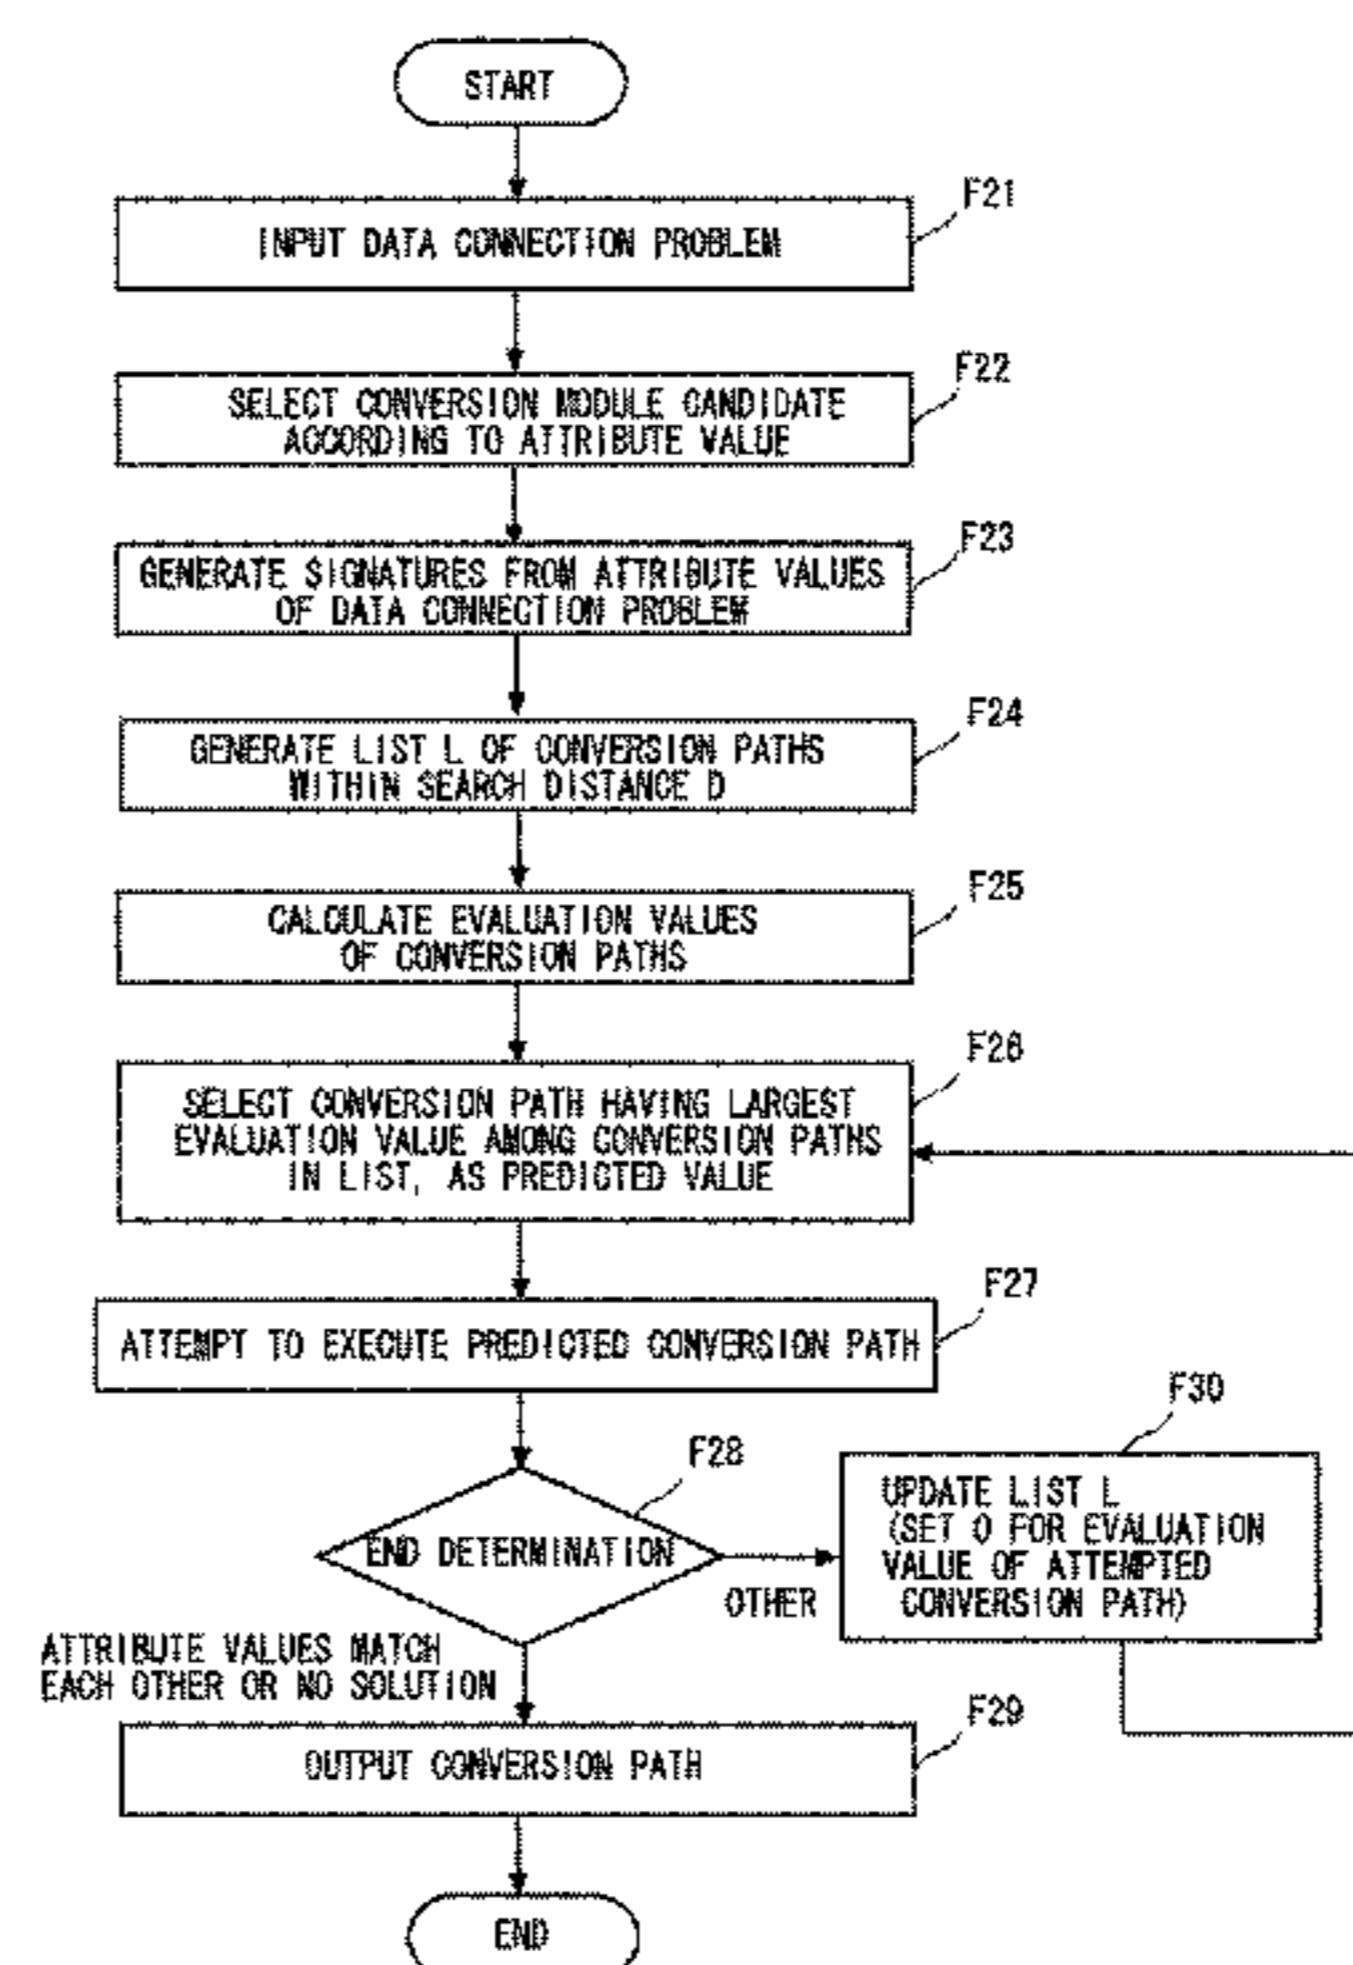 START
F21
INPUT DATA CONNECTION PROBLEM
F22
SELECT CONVERSION MODULE CANDIDATE
ACCORDING TO ATTRIBUTE VALUE
F23
GENERATE SIGNATURES FROM ATTRIBUTE VALUES
OF DATA CONNECTION PROBLEM
F24
GENERATE LIST L OF CONVERSION PATHS
WITHIN SEARCH DISTANCE D
F25
CALCULATE EVALUATION VALUES
OF CONVERSION PATHS
F26
SELECT CONVERSION PATH HAVING LARGEST
EVALUATION VALUE AMONG CONVERSION PATHS
IN LIST, AS PREDICTED VALUE
F27
ATTEMPT TO EXECUTE PREDICTED CONVERSION PATH
F28
END DETERMINATION
OTHER
F30
UPDATE LIST L
(SET 0 FOR EVALUATION
VALUE OF ATTEMPTED
CONVERSION PATH)
ATTRIBUTE VALUES MATCH
EACH OTHER OR NO SOLUTION
F29
OUTPUT CONVERSION PATH
END